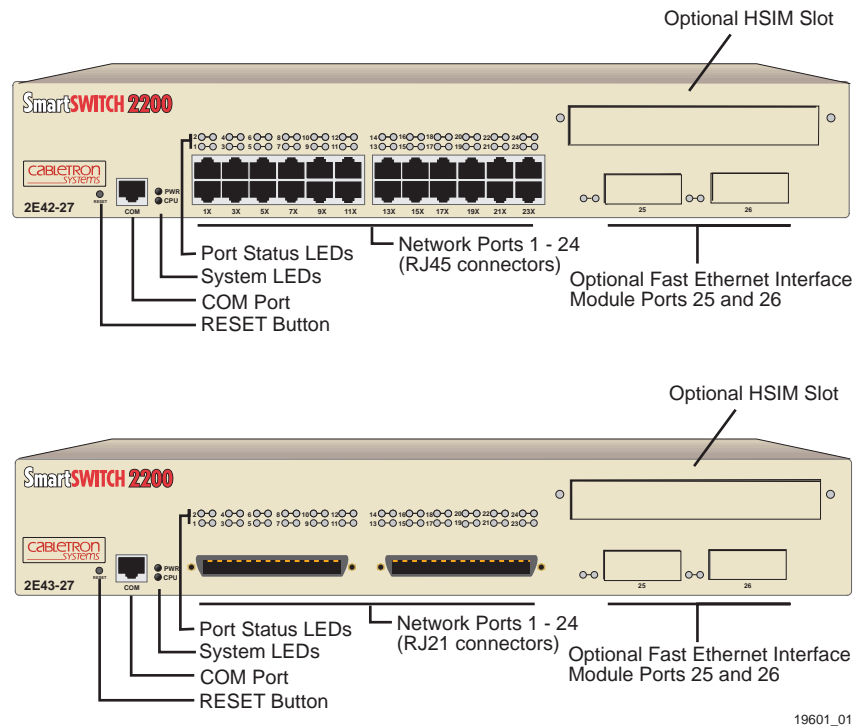 Optional HSIM Slot
SmartSWITCH 2200
2 4 6 8 10 12 14 16 18 20 22 24
1 3 5 7 9 11 13 15 17 19 21 23
CABLETRON
SYSTEMS
RESET
COM
PWR
CPU
2E42-27
1X 3X 5X 7X 9X 11X 13X 15X 17X 19X 21X 23X
25 26
Port Status LEDs
System LEDs
COM Port
RESET Button
Network Ports 1 - 24
(RJ45 connectors)
Optional Fast Ethernet Interface
Module Ports 25 and 26
Optional HSIM Slot
SmartSWITCH 2200
2 4 6 8 10 12 14 16 18 20 22 24
1 3 5 7 9 11 13 15 17 19 21 23
CABLETRON
SYSTEMS
RESET
COM
PWR
CPU
2E43-27
25 26
Port Status LEDs
System LEDs
COM Port
RESET Button
Network Ports 1 - 24
(RJ21 connectors)
Optional Fast Ethernet Interface
Module Ports 25 and 26
19601_01